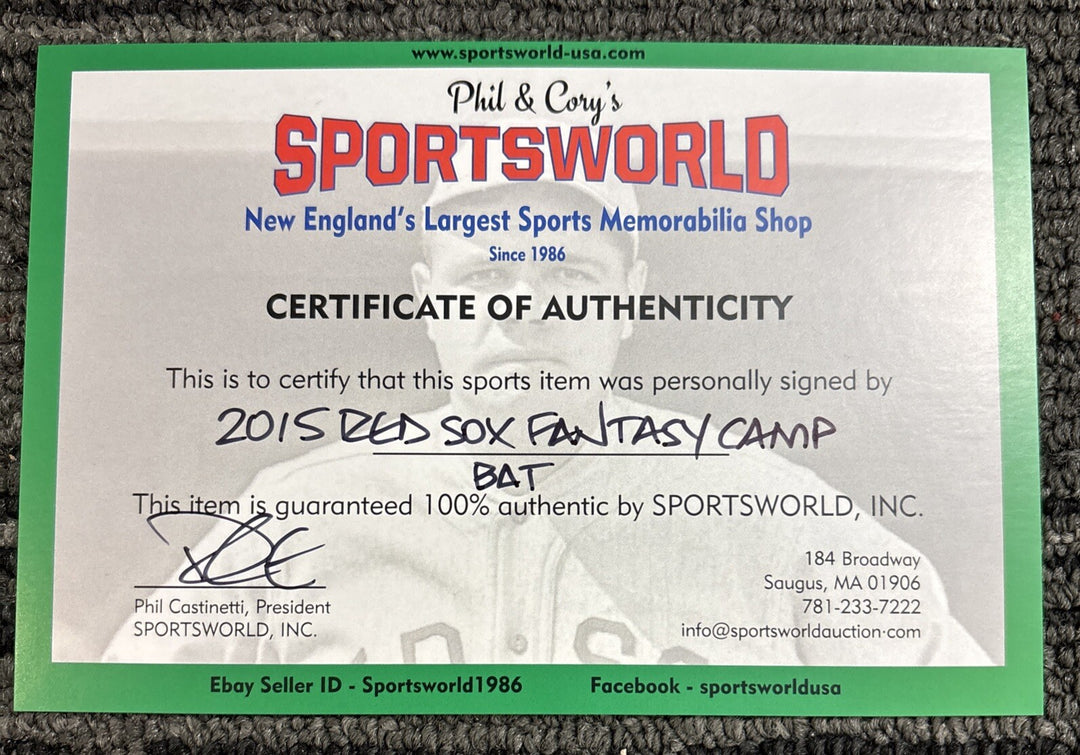 www.sportsworld-usa.com
Phil & Cory's
SPORTSWORLD
New England's Largest Sports Memorabilia Shop
Since 1986
CERTIFICATE OF AUTHENTICITY
This is to certify that this sports item was personally signed by
2015 RED SOX FANTASY CAMP
BAT
This item is guaranteed 100% authentic by SPORTSWORLD, INC.
Phil Castinetti, President
SPORTSWORLD, INC.
184 Broadway
Saugus, MA 01906
781-233-7222
info@sportsworldauction·com
Ebay Seller ID - Sportsworld1986
Facebook - sportsworldusa